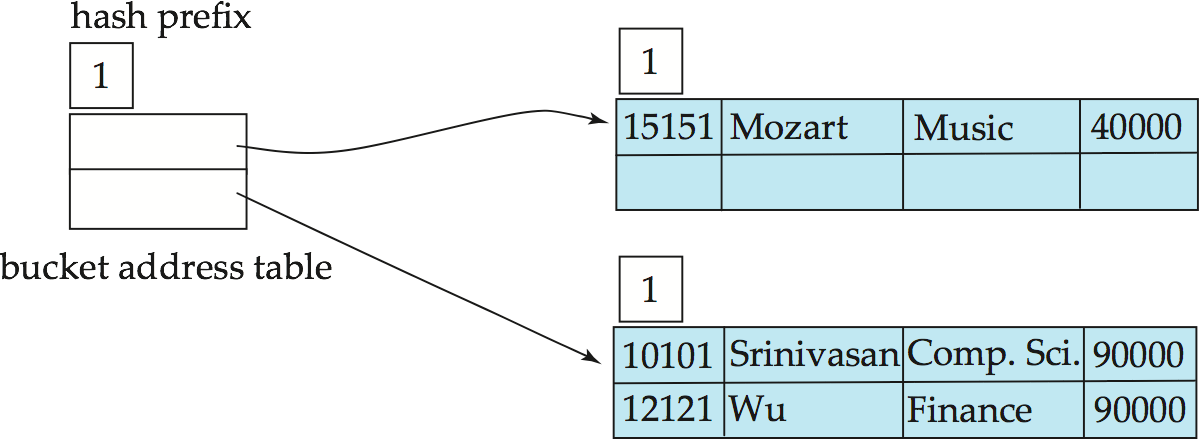 hash prefix
1
bucket address table
1
15151 Mozart Music 40000
1
10101 Srinivasan Comp. Sci. 90000
12121 Wu Finance 90000